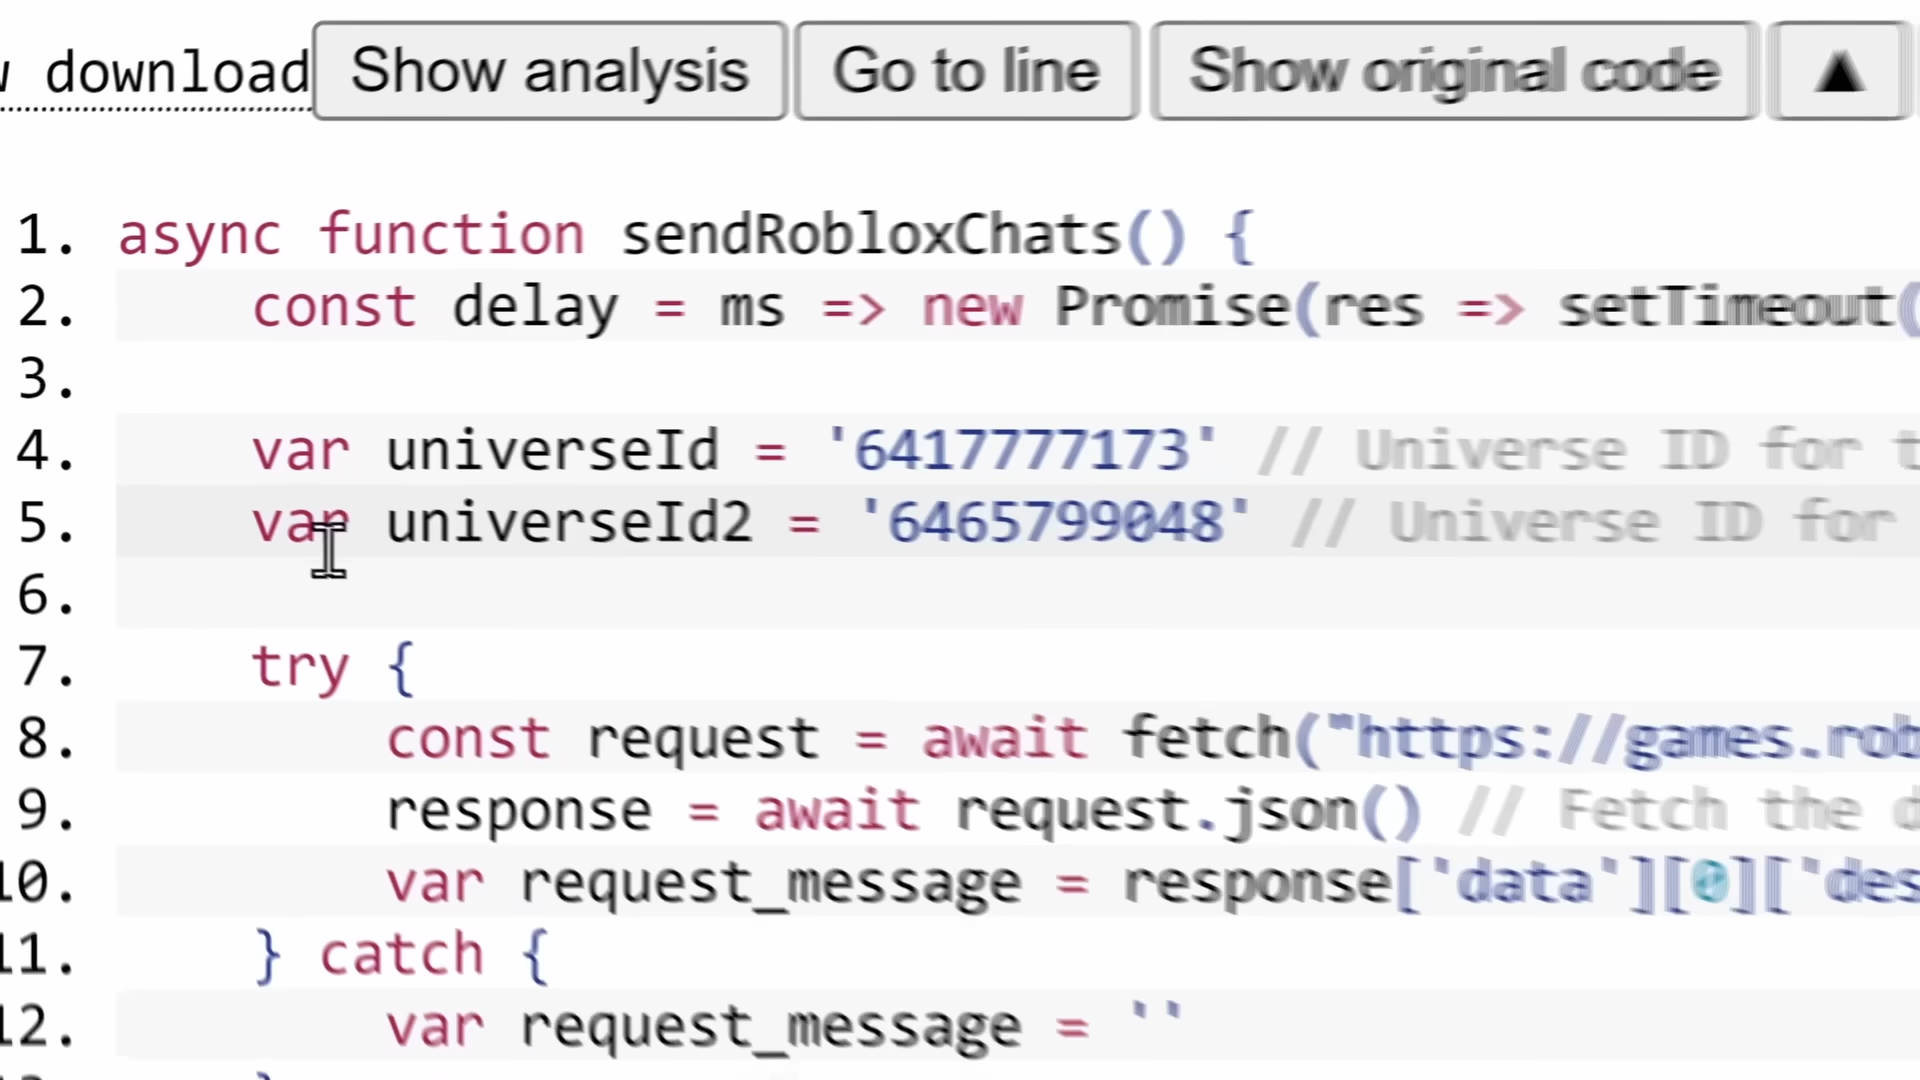 download Show analysis Go to line Show original code ▲
1. async function sendRobloxChats() {
2. const delay = ms => new Promise(res => setTimeout(
3.
4. var universeId = '6417777173' // Universe ID for
5. var universeId2 = '6465799048' // Universe ID for
6.
7. try {
8. const request = await fetch("https://games.rob
9. response = await request.json() // Fetch the
10. var request_message = response['data'][0]['des
11. } catch {
12. var request_message = ''